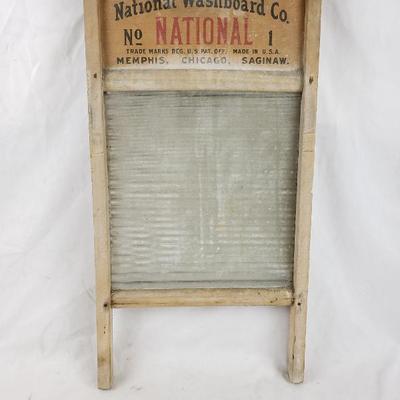 National Washboard Co.
No NATIONAL 1
TRADE MARKS REG. U.S. PAT. OFF. MADE IN U.S.A.
MEMPHIS, CHICAGO, SAGINAW.